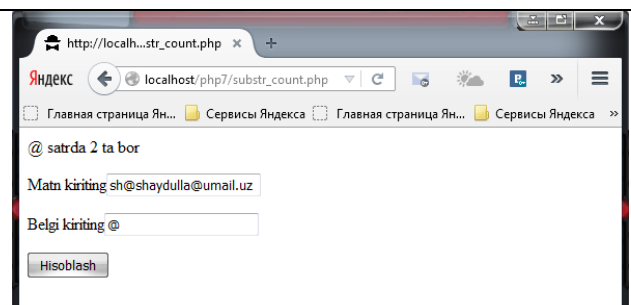 http://localh...str_count.php × +
Яндекс localhost/php7/substr_count.php
Главная страница Ян... Сервисы Яндекса Главная страница Ян... Сервисы Яндекса »
@ satrda 2 ta bor
Matn kiriting sh@shaydulla@umail.uz
Belgi kiriting @
Hisoblash